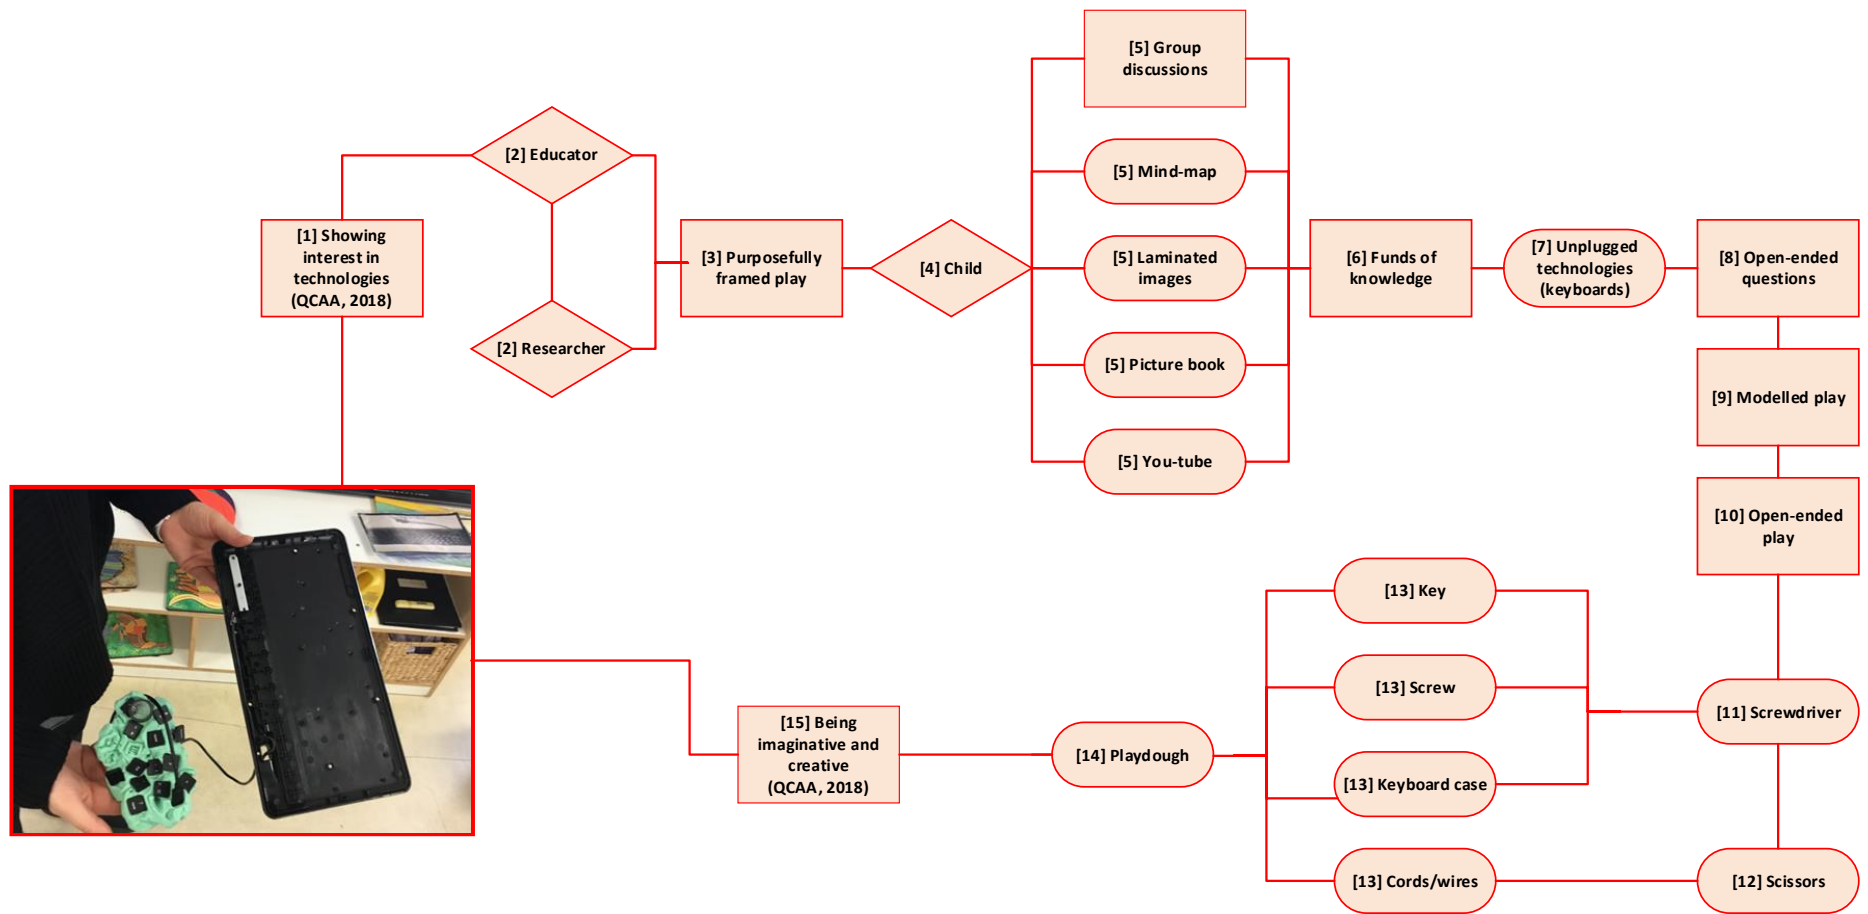 [1] Showing
interest in
technologies
(QCAA, 2018)
[2] Educator
[2] Researcher
[3] Purposefully
framed play
[4] Child
[5] Group
discussions
[5] Mind-map
[5] Laminated
images
[5] Picture book
[5] You-tube
[6] Funds of
knowledge
[7] Unplugged
technologies
(keyboards)
[8] Open-ended
questions
[9] Modelled play
[10] Open-ended
play
[11] Screwdriver
[12] Scissors
[13] Key
[13] Screw
[13] Keyboard case
[13] Cords/wires
[14] Playdough
[15] Being
imaginative and
creative
(QCAA, 2018)